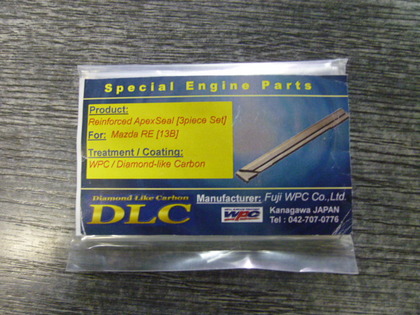 Special Engine Parts
Product:
Reinforced ApexSeal [3piece Set]
For: Mazda RE [13B]
Treatment / Coating:
WPC / Diamond-like Carbon
Diamond Like Carbon
DLC
Manufacturer: Fuji WPC Co.,Ltd.
WPC
Kanagawa JAPAN
Tel : 042-707-0776